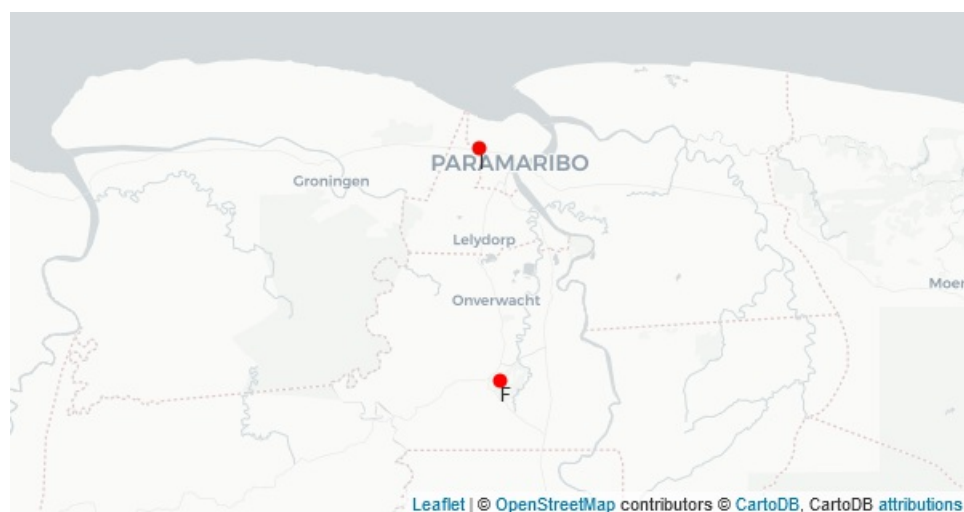 PARAMARIBO
J
Groningen
Lelydorp
Onverwacht
Moer
F
Leaflet | © OpenStreetMap contributors © CartoDB, CartoDB attributions